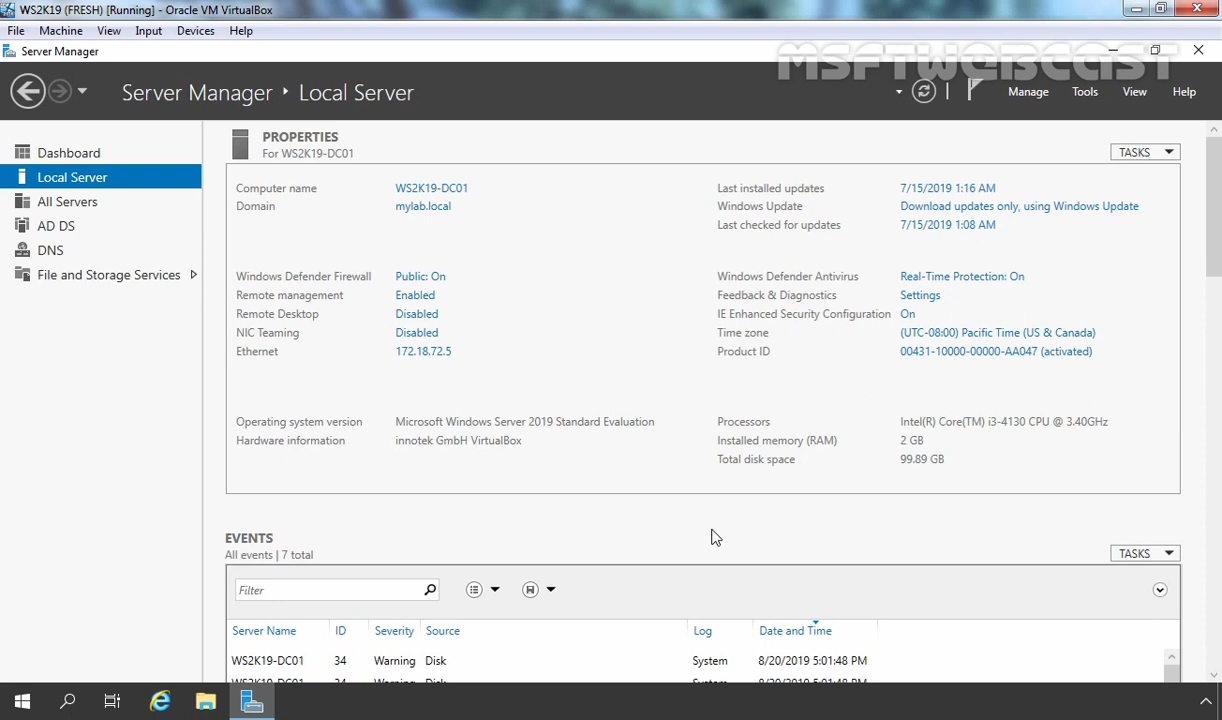 WS2K19 (FRESH) [Running] - Oracle VM VirtualBox
File Machine View Input Devices Help
Server Manager
MSFTWEBCAST
Server Manager ‣ Local Server
Manage Tools View Help
Dashboard
Local Server
All Servers
AD DS
DNS
File and Storage Services
PROPERTIES
For WS2K19-DC01
TASKS
Computer name WS2K19-DC01
Domain mylab.local
Last installed updates 7/15/2019 1:16 AM
Windows Update Download updates only, using Windows Update
Last checked for updates 7/15/2019 1:08 AM
Windows Defender Firewall Public: On
Remote management Enabled
Remote Desktop Disabled
NIC Teaming Disabled
Ethernet 172.18.72.5
Windows Defender Antivirus Real-Time Protection: On
Feedback & Diagnostics Settings
IE Enhanced Security Configuration On
Time zone (UTC-08:00) Pacific Time (US & Canada)
Product ID 00431-10000-00000-AA047 (activated)
Operating system version Microsoft Windows Server 2019 Standard Evaluation
Hardware information innotek GmbH VirtualBox
Processors Intel(R) Core(TM) i3-4130 CPU @ 3.40GHz
Installed memory (RAM) 2 GB
Total disk space 99.89 GB
EVENTS
All events | 7 total
TASKS
Filter
Server Name ID Severity Source Log Date and Time
WS2K19-DC01 34 Warning Disk System 8/20/2019 5:01:48 PM